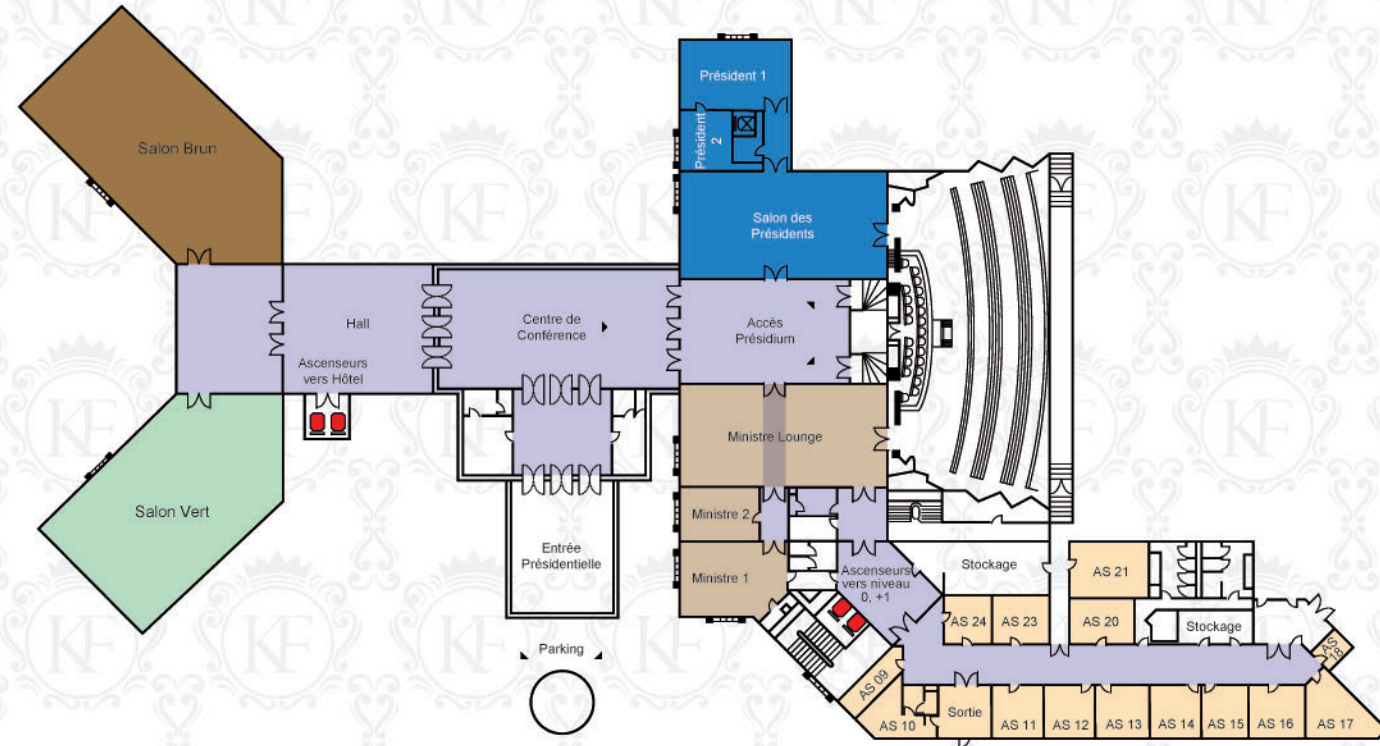 Président 1
Président
2
Salon Brun
Salon des
Présidents
Hall
Centre de
Conférence
Accès
Présidium
Ascenseurs
vers Hôtel
Ministre Lounge
Salon Vert
Ministre 2
Entrée
Présidentielle
Ministre 1
Ascenseurs
vers niveau
0, +1
Stockage
AS 21
AS 24
AS 23
AS 20
Stockage
Parking
AS
18
AS 09
AS 10
Sortie
AS 11
AS 12
AS 13
AS 14
AS 15
AS 16
AS 17